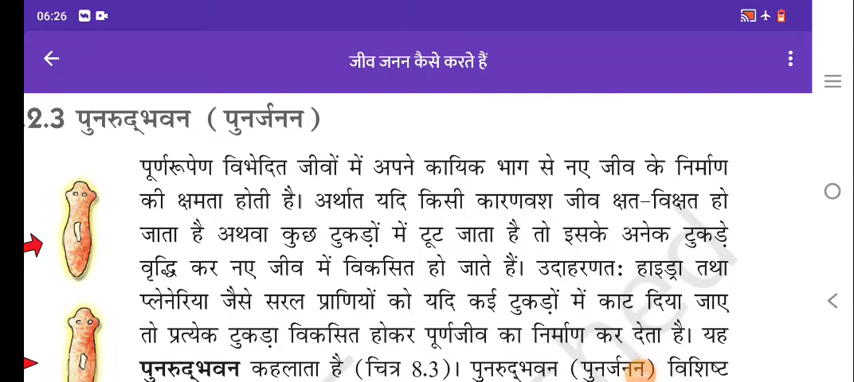 06:26
जीव जनन कैसे करते हैं
.2.3 पुनरुद्भवन ( पुनर्जनन )
पूर्णरूपेण विभेदित जीवों में अपने कायिक भाग से नए जीव के निर्माण
की क्षमता होती है। अर्थात यदि किसी कारणवश जीव क्षत-विक्षत हो
जाता है अथवा कुछ टुकड़ों में टूट जाता है तो इसके अनेक टुकड़े
वृद्धि कर नए जीव में विकसित हो जाते हैं। उदाहरणतः हाइड्रा तथा
प्लेनेरिया जैसे सरल प्राणियों को यदि कई टुकड़ों में काट दिया जाए
तो प्रत्येक टुकड़ा विकसित होकर पूर्णजीव का निर्माण कर देता है। यह
पुनरुद्भवन कहलाता है (चित्र 8.3)। पुनरुद्भवन (पुनर्जनन) विशिष्ट